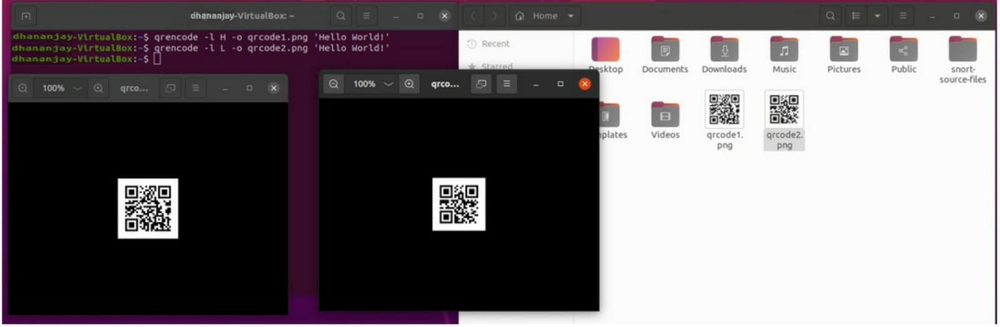 dhananjay-VirtualBox: ~
dhananjay-VirtualBox:~$ qrencode -l H -o qrcode1.png 'Hello World!'
dhananjay-VirtualBox:~$ qrencode -l L -o qrcode2.png 'Hello World!'
dhananjay-VirtualBox:~$
100%
qrco...
100%
qrco...
Home
Recent
Starred
Desktop
Documents
Downloads
Music
Pictures
Public
snort-
source-files
mplates
Videos
qrcode1.
png
qrcode2.
png